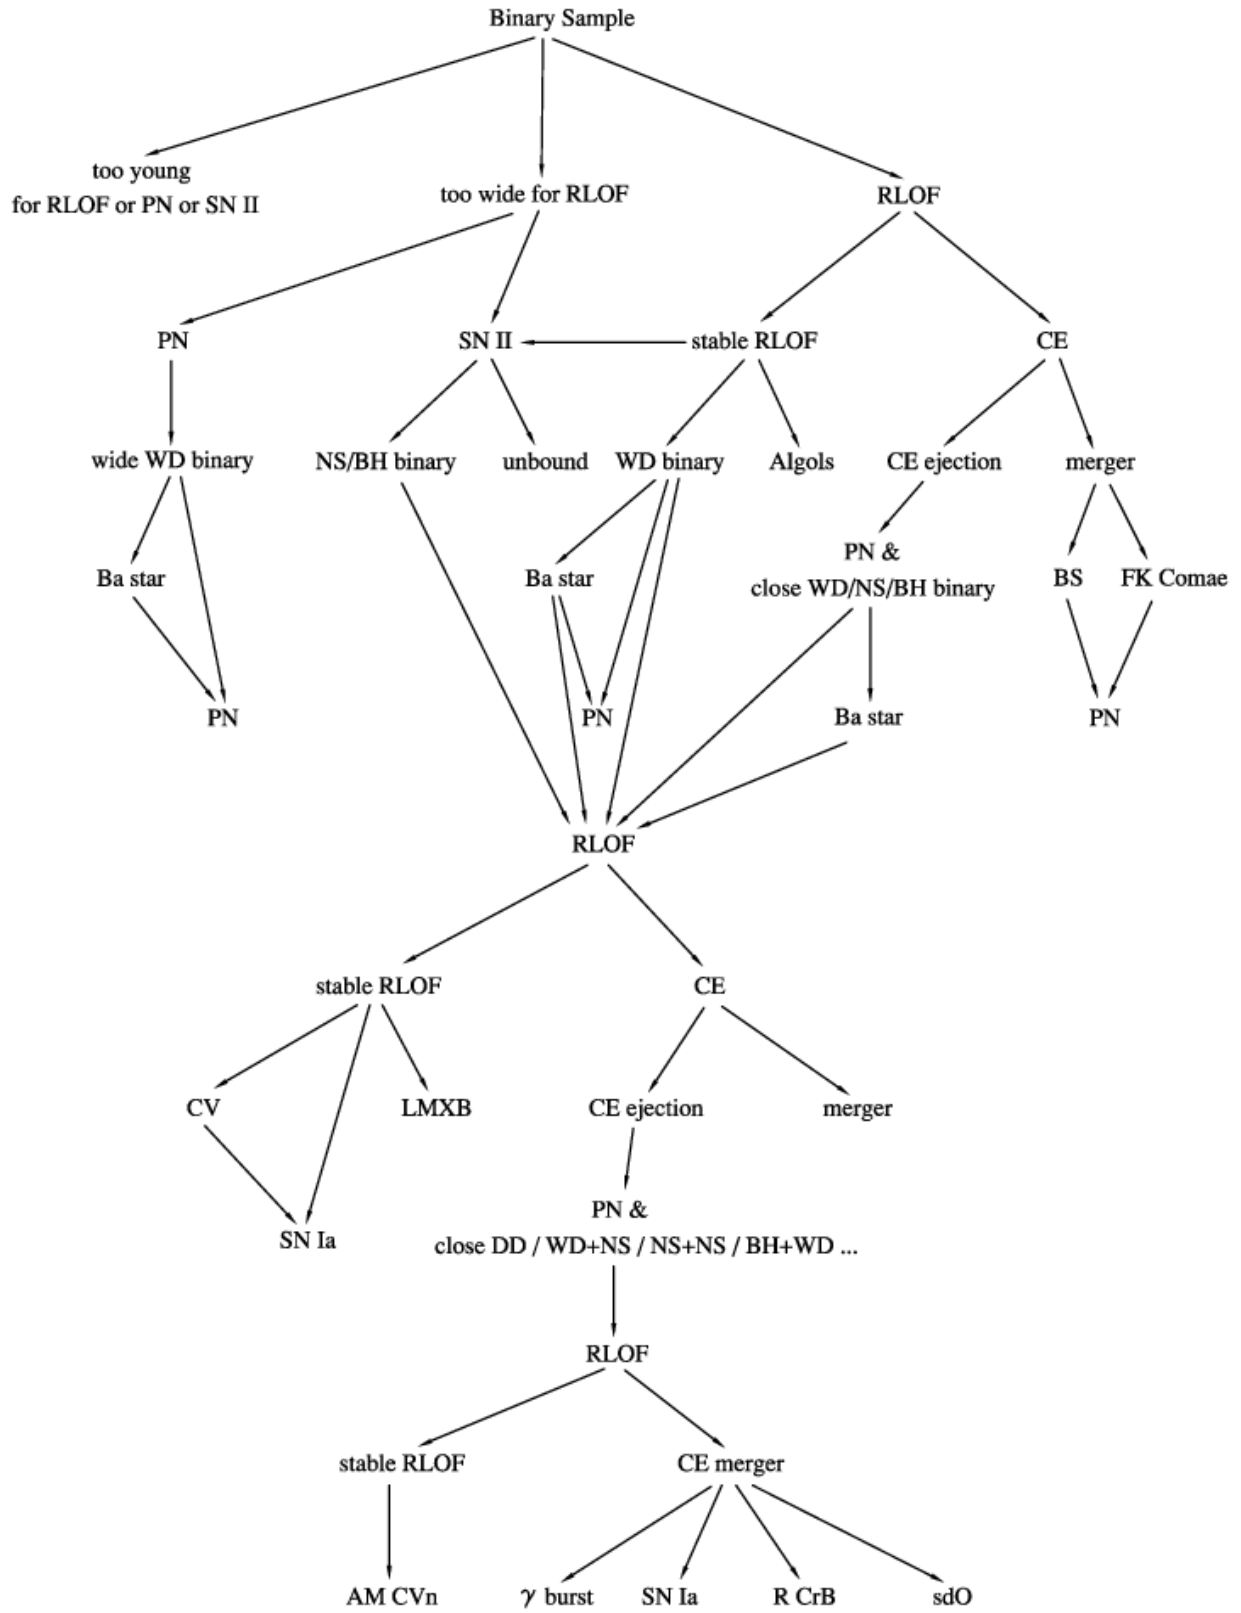 Binary Sample
too young
for RLOF or PN or SN II
too wide for RLOF
RLOF
PN
SN II
stable RLOF
CE
wide WD binary
NS/BH binary
unbound
WD binary
Algols
CE ejection
merger
PN &
close WD/NS/BH binary
Ba star
Ba star
BS
FK Comae
PN
PN
Ba star
PN
RLOF
stable RLOF
CE
CV
LMXB
CE ejection
merger
SN Ia
PN &
close DD / WD+NS / NS+NS / BH+WD ...
RLOF
stable RLOF
CE merger
AM CVn
γ burst
SN Ia
R CrB
sdO